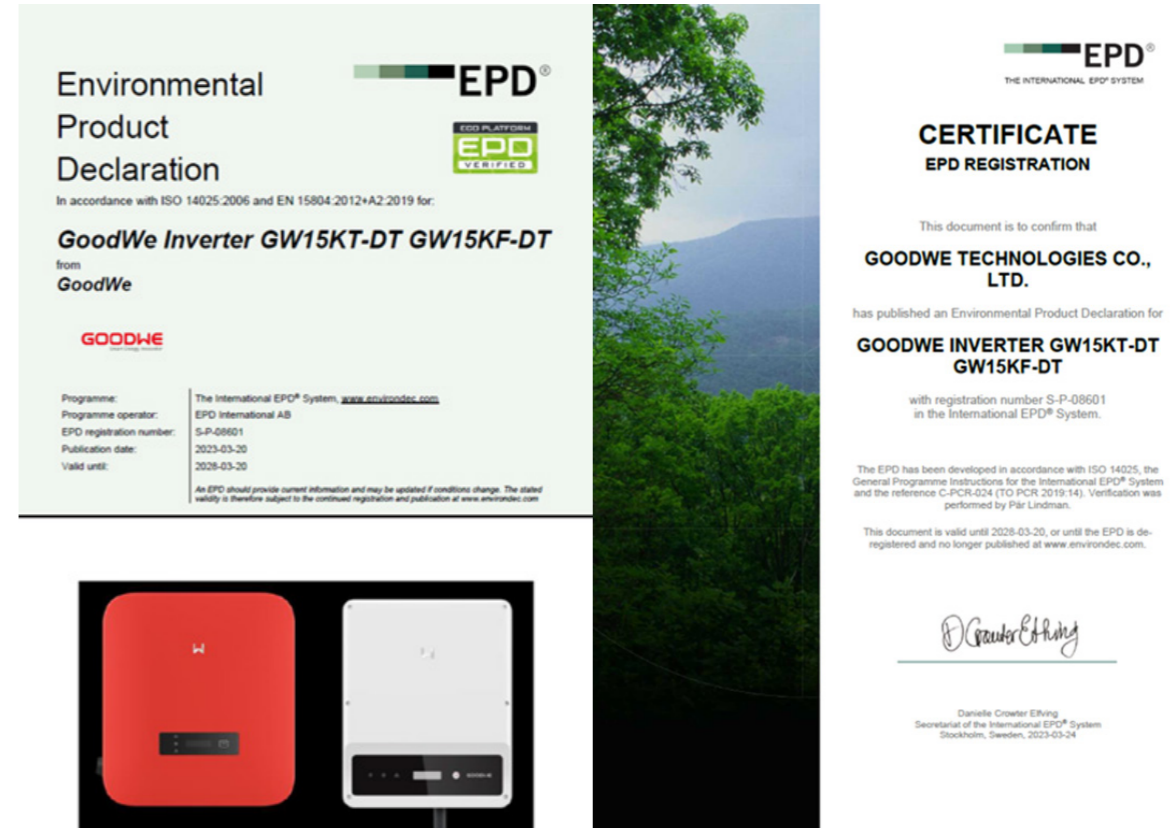 Environmental
Product
Declaration
EPD®
ECO PLATFORM
EPD
VERIFIED
In accordance with ISO 14025:2006 and EN 15804:2012+A2:2019 for:
GoodWe Inverter GW15KT-DT GW15KF-DT
from
GoodWe
GOODWE
Programme: The International EPD® System, www.environdec.com
Programme operator: EPD International AB
EPD registration number: S-P-08601
Publication date: 2023-03-20
Valid until: 2028-03-20
An EPD should provide current information and may be updated if conditions change. The stated
validity is therefore subject to the continued registration and publication at www.environdec.com
GOODWE
EPD®
THE INTERNATIONAL EPD® SYSTEM
CERTIFICATE
EPD REGISTRATION
This document is to confirm that
GOODWE TECHNOLOGIES CO.,
LTD.
has published an Environmental Product Declaration for
GOODWE INVERTER GW15KT-DT
GW15KF-DT
with registration number S-P-08601
in the International EPD® System.
The EPD has been developed in accordance with ISO 14025, the
General Programme Instructions for the International EPD® System
and the reference C-PCR-024 (TO PCR 2019:14). Verification was
performed by Pär Lindman.
This document is valid until 2028-03-20, or until the EPD is de-
registered and no longer published at www.environdec.com.
Danielle Crowter Elfving
Secretariat of the International EPD® System
Stockholm, Sweden, 2023-03-24